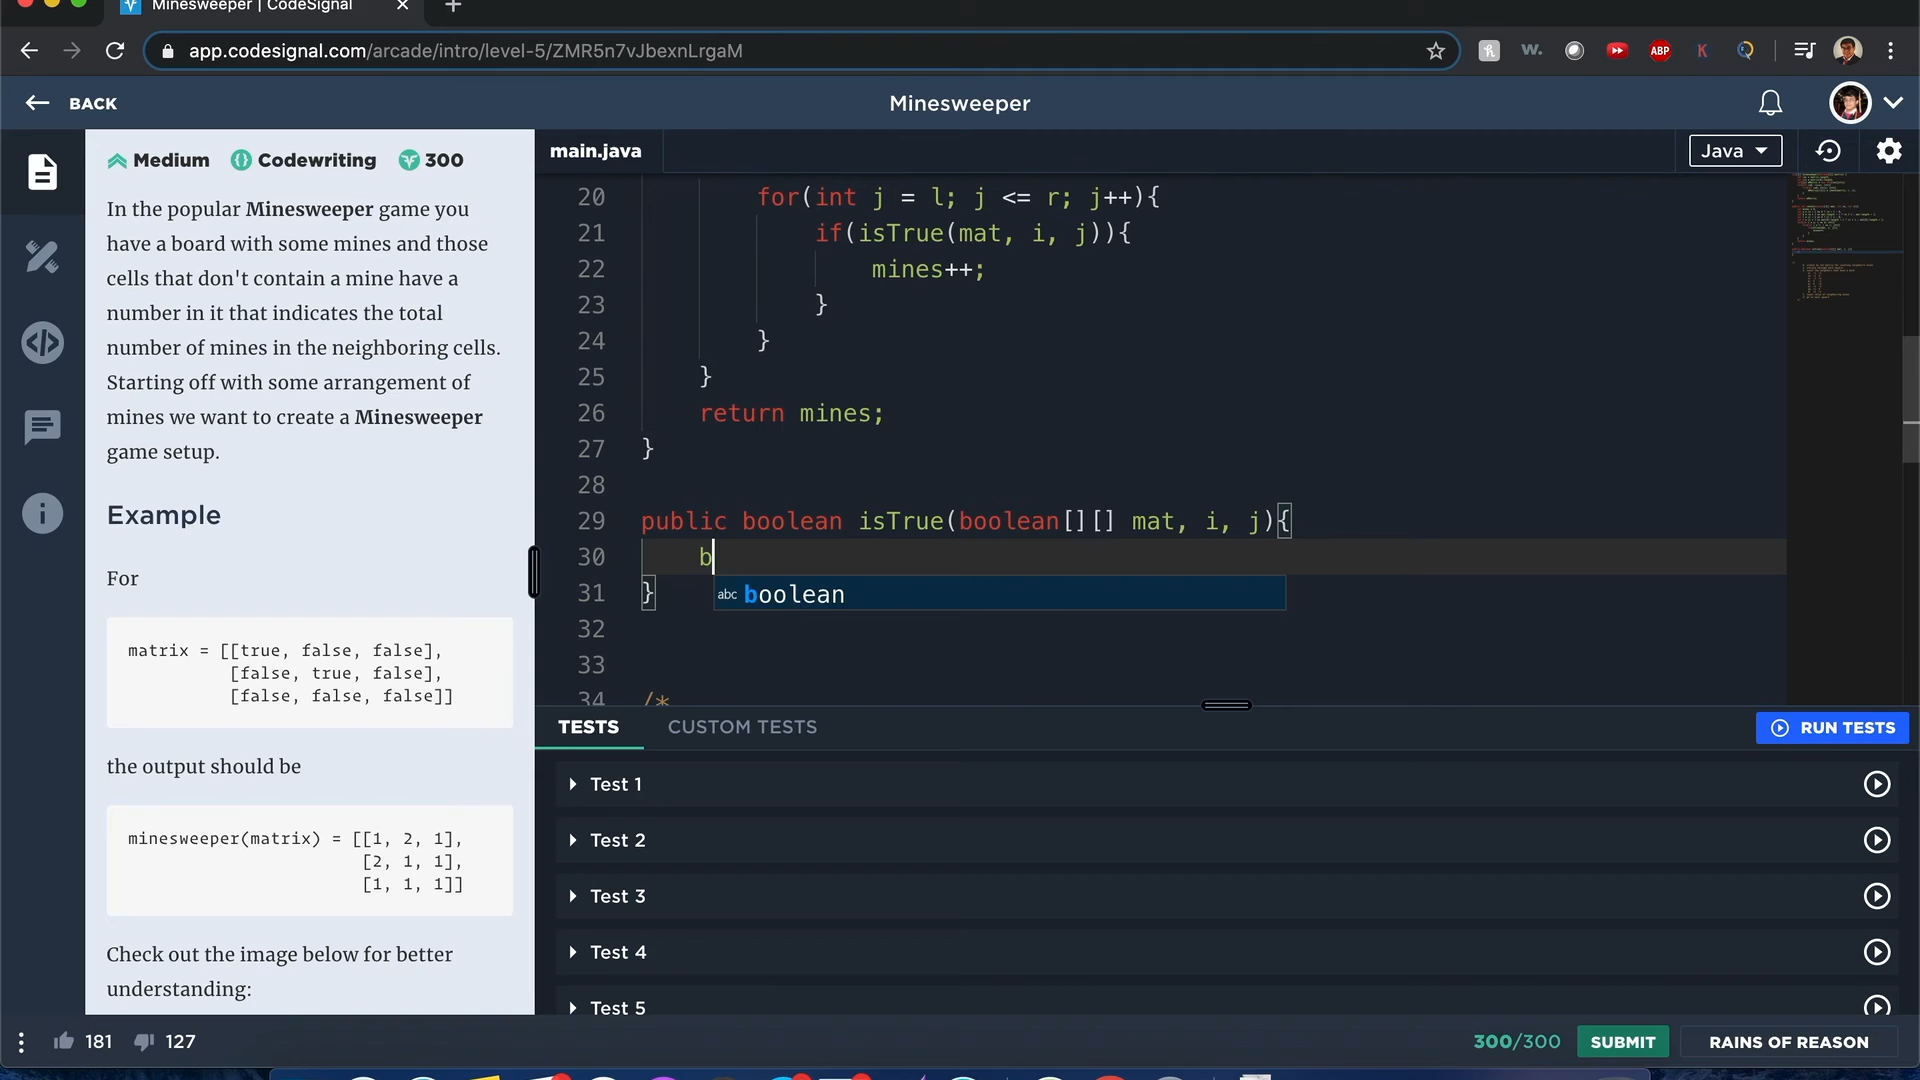 Minesweeper | CodeSignal
app.codesignal.com/arcade/intro/level-5/ZMR5n7vJbexnLrgaM
w.
ABP
K
BACK
Minesweeper
Medium Codewriting 300
In the popular Minesweeper game you
have a board with some mines and those
cells that don't contain a mine have a
number in it that indicates the total
number of mines in the neighboring cells.
Starting off with some arrangement of
mines we want to create a Minesweeper
game setup.
Example
For
matrix = [[true, false, false],
[false, true, false],
[false, false, false]]
the output should be
minesweeper(matrix) = [[1, 2, 1],
[2, 1, 1],
[1, 1, 1]]
Check out the image below for better
understanding:
main.java
Java
20 for(int j = l; j <= r; j++){
21 if(isTrue(mat, i, j)){
22 mines++;
23 }
24 }
25 }
26 return mines;
27 }
28
29 public boolean isTrue(boolean[][] mat, i, j){
30 b
abc boolean
31 }
32
33
34 /*
TESTS
CUSTOM TESTS
RUN TESTS
Test 1
Test 2
Test 3
Test 4
Test 5
181 127
300/300
SUBMIT
RAINS OF REASON